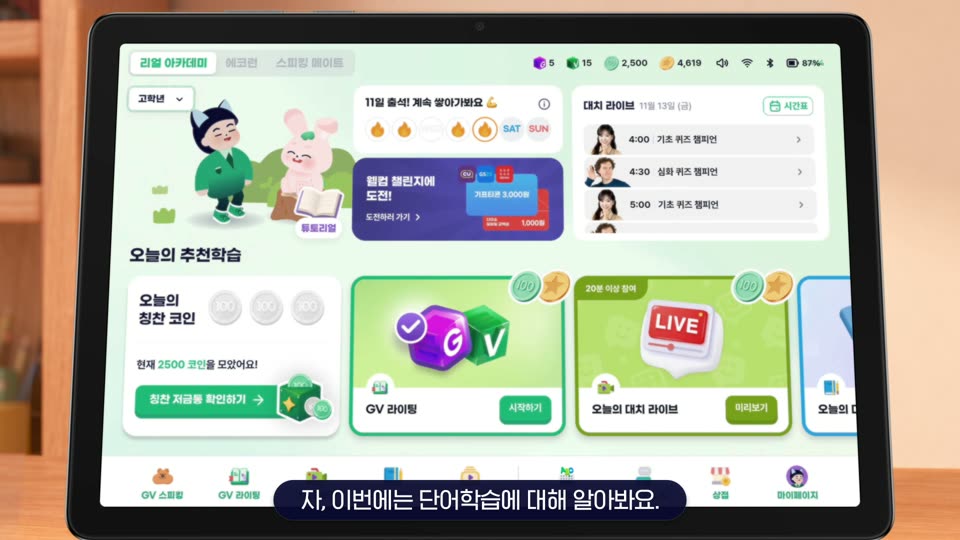 리얼 아카데미
에코런
스피킹 메이트
5
15
2,500
4,619
87%
고학년
튜토리얼
11일 출석! 계속 쌓아가봐요
SAT
SUN
웰컴 챌린지에
도전!
도전하러 가기
기프티콘 3,000원
1,000원
대치 라이브 11월 13일 (금)
시간표
4:00 기초 퀴즈 챔피언
4:30 심화 퀴즈 챔피언
5:00 기초 퀴즈 챔피언
오늘의 추천학습
오늘의
칭찬 코인
100
100
100
현재 2500 코인을 모았어요!
칭찬 저금통 확인하기
100
100
G
V
GV 라이팅
시작하기
20분 이상 참여
100
LIVE
오늘의 대치 라이브
미리보기
오늘의
GV 스피킹
GV 라이팅
상점
마이페이지
자, 이번에는 단어학습에 대해 알아봐요.